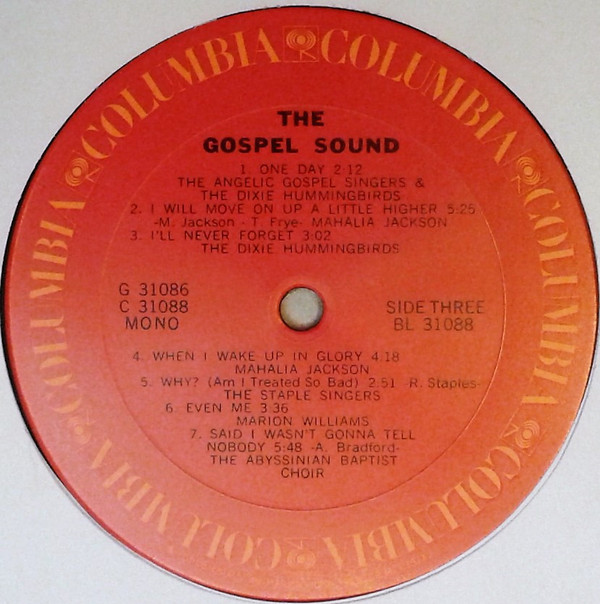 COLUMBIA COLUMBIA COLUMBIA COLUMBIA COLUMBIA COLUMBIA
THE
GOSPEL SOUND
1. ONE DAY 2:12
THE ANGELIC GOSPEL SINGERS &
THE DIXIE HUMMINGBIRDS
2. I WILL MOVE ON UP A LITTLE HIGHER 5:25
-M. Jackson - T. Frye- MAHALIA JACKSON
3. I'LL NEVER FORGET 3:02
THE DIXIE HUMMINGBIRDS
G 31086
C 31088
MONO
SIDE THREE
BL 31088
4. WHEN I WAKE UP IN GLORY 4:18
MAHALIA JACKSON
5. WHY? (Am I Treated So Bad) 2:51 -R. Staples-
THE STAPLE SINGERS
6. EVEN ME 3:36
MARION WILLIAMS
7. SAID I WASN'T GONNA TELL
NOBODY 5:48 -A. Bradford-
THE ABYSSINIAN BAPTIST
CHOIR